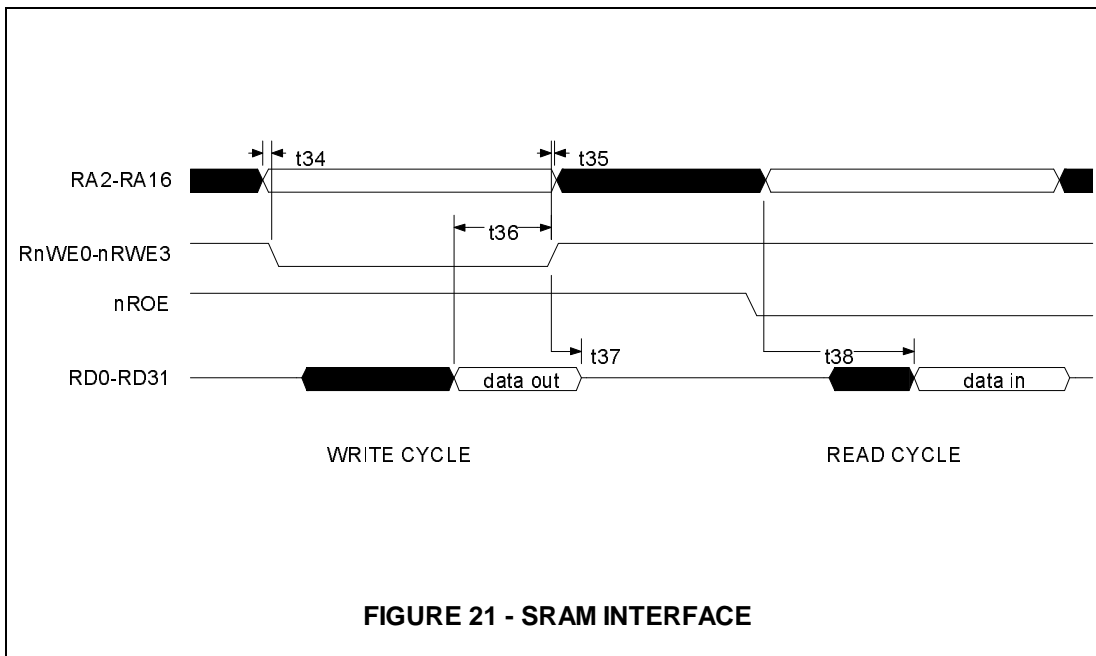 t34
t35
RA2-RA16
t36
RnWE0-nRWE3
nROE
t37
t38
RD0-RD31
data out
data in
WRITE CYCLE
READ CYCLE
FIGURE 21 - SRAM INTERFACE